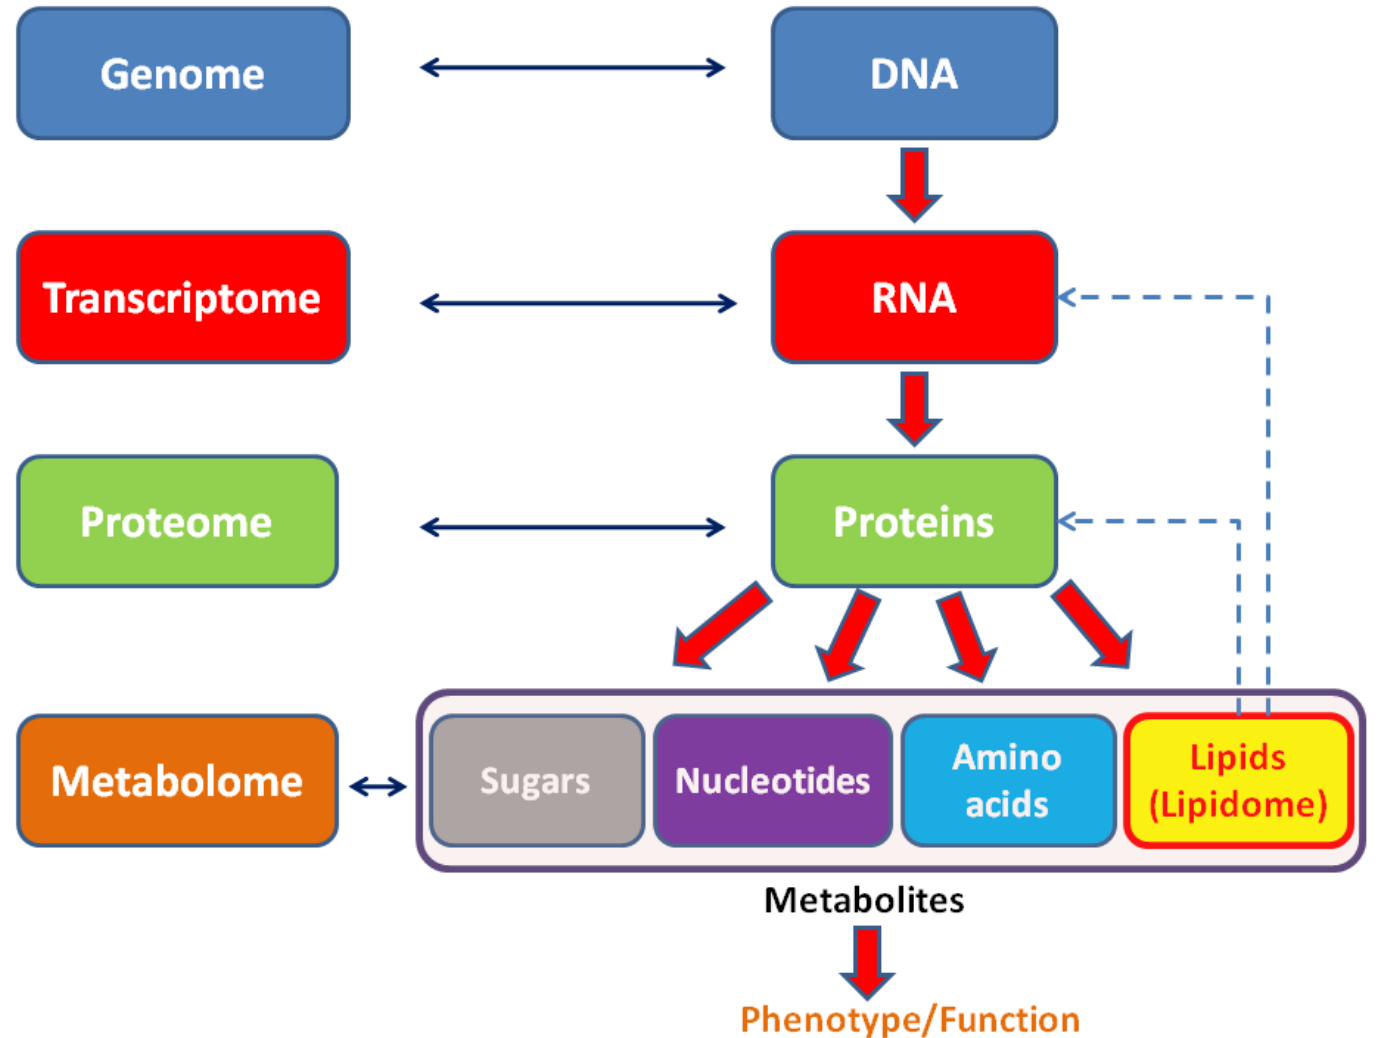 Genome
DNA
Transcriptome
RNA
Proteome
Proteins
Metabolome
Sugars
Nucleotides
Amino
acids
Lipids
(Lipidome)
Metabolites
Phenotype/Function